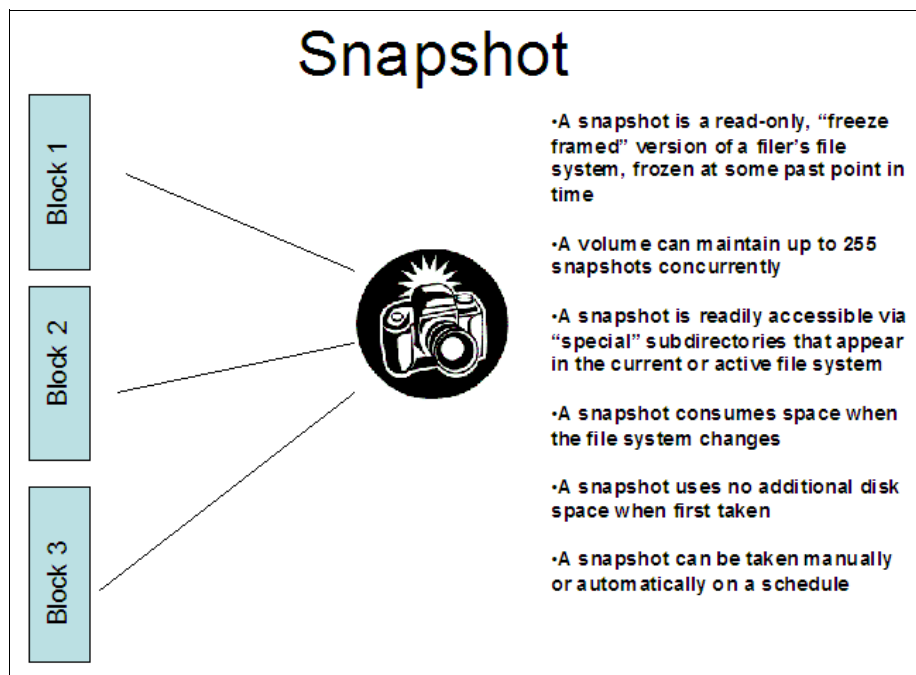 Snapshot
Block 1
Block 2
Block 3
•A snapshot is a read-only, “freeze
framed” version of a filer’s file
system, frozen at some past point in
time
•A volume can maintain up to 255
snapshots concurrently
•A snapshot is readily accessible via
“special” subdirectories that appear
in the current or active file system
•A snapshot consumes space when
the file system changes
•A snapshot uses no additional disk
space when first taken
•A snapshot can be taken manually
or automatically on a schedule